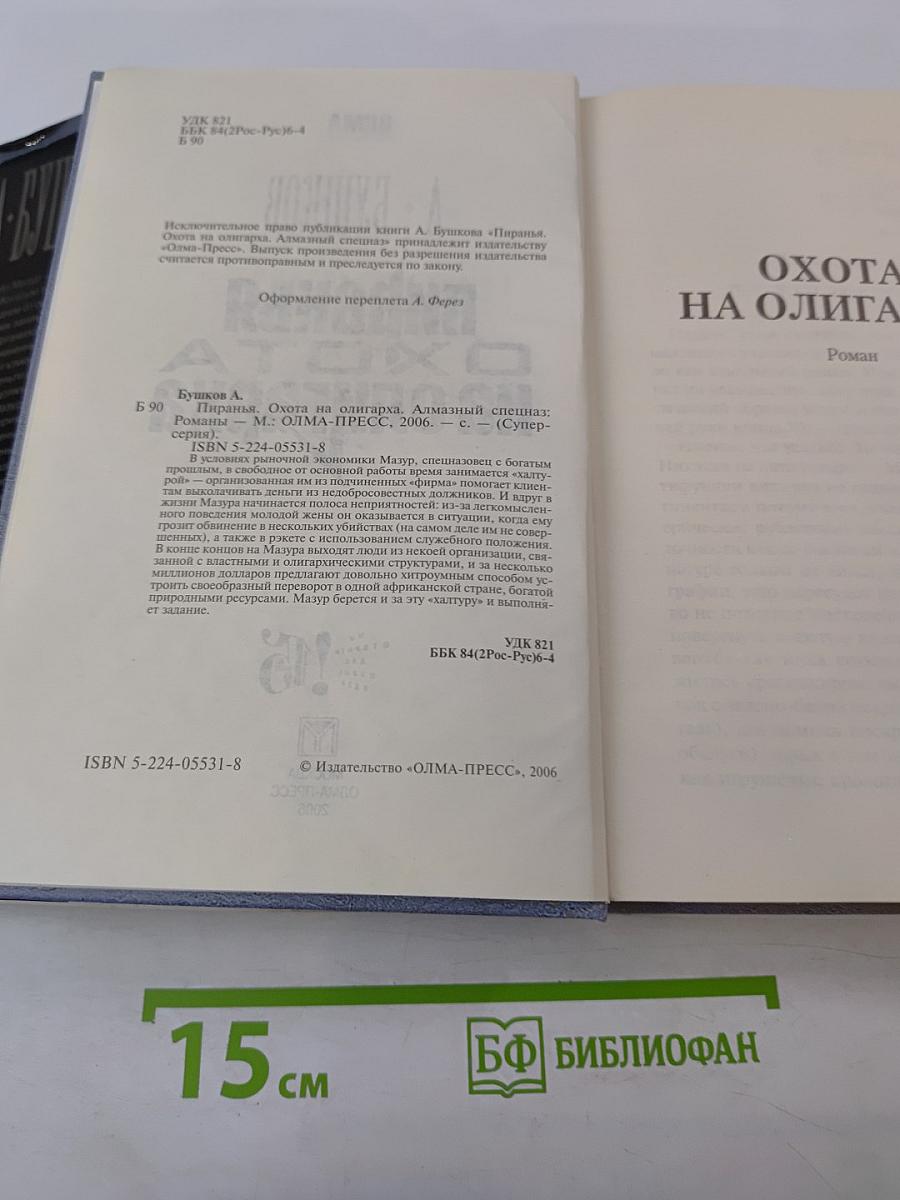 УДК 821
ББК 84(2Рос-Рус)6-4
Б 90
Исключительное право публикации книги А. Бушкова «Пиранья.
Охота на олигарха. Алмазный спецназ» принадлежит издательству
«Олма-Пресс». Выпуск произведения без разрешения издательства
считается противоправным и преследуется по закону.
Оформление переплета А. Ферез
Бушков А.
Б 90 Пиранья. Охота на олигарха. Алмазный спецназ:
Романы — М.: ОЛМА-ПРЕСС, 2006. — с. — (Супер-
серия).
ISBN 5-224-05531-8
В условиях рыночной экономики Мазур, спецназовец с богатым
прошлым, в свободное от основной работы время занимается «халту-
рой» — организованная им из подчиненных «фирма» помогает клиен-
там выколачивать деньги из недобросовестных должников. И вдруг в
жизни Мазура начинается полоса неприятностей: из-за легкомыслен-
ного поведения молодой жены он оказывается в ситуации, когда ему
грозит обвинение в нескольких убийствах (на самом деле им не совер-
шенных), а также в рэкете с использованием служебного положения.
В конце концов на Мазура выходят люди из некоей организации, свя-
занной с властными и олигархическими структурами, и за несколько
миллионов долларов предлагают довольно хитроумным способом ус-
троить своеобразный переворот в одной африканской стране, богатой
природными ресурсами. Мазур берется и за эту «халтуру» и выполня-
ет задание.
УДК 821
ББК 84(2Рос-Рус)6-4
ISBN 5-224-05531-8
© Издательство «ОЛМА-ПРЕСС», 2006
ОХОТА
НА ОЛИГА
Роман
15 см
БФ БИБЛИОФАН